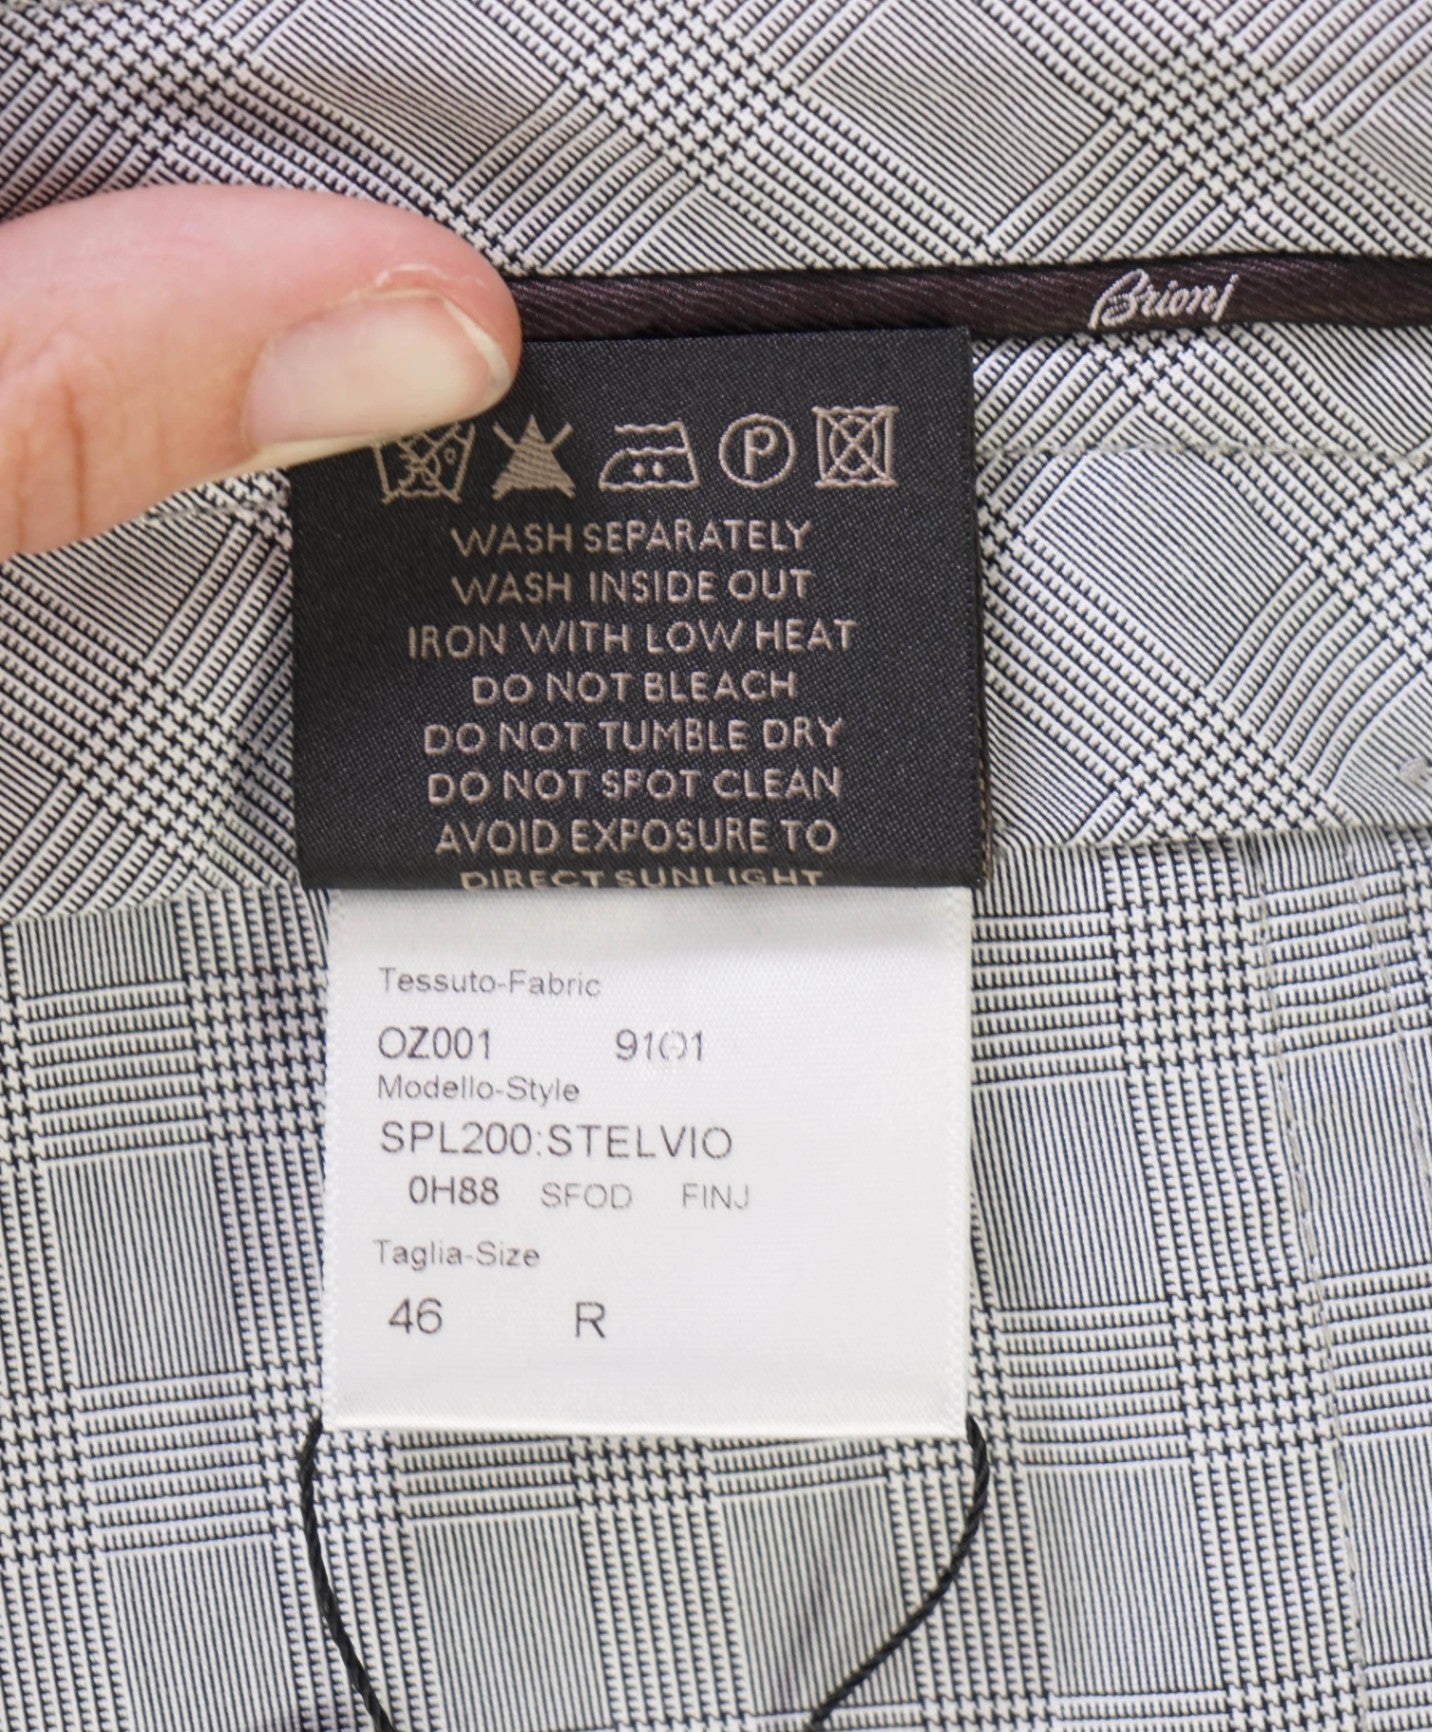 Brioni
P
WASH SEPARATELY
WASH INSIDE OUT
IRON WITH LOW HEAT
DO NOT BLEACH
DO NOT TUMBLE DRY
DO NOT SPOT CLEAN
AVOID EXPOSURE TO
DIRECT SUNLIGHT
Tessuto-Fabric
OZ001 9101
Modello-Style
SPL200:STELVIO
0H88 SFOD FINJ
Taglia-Size
46 R